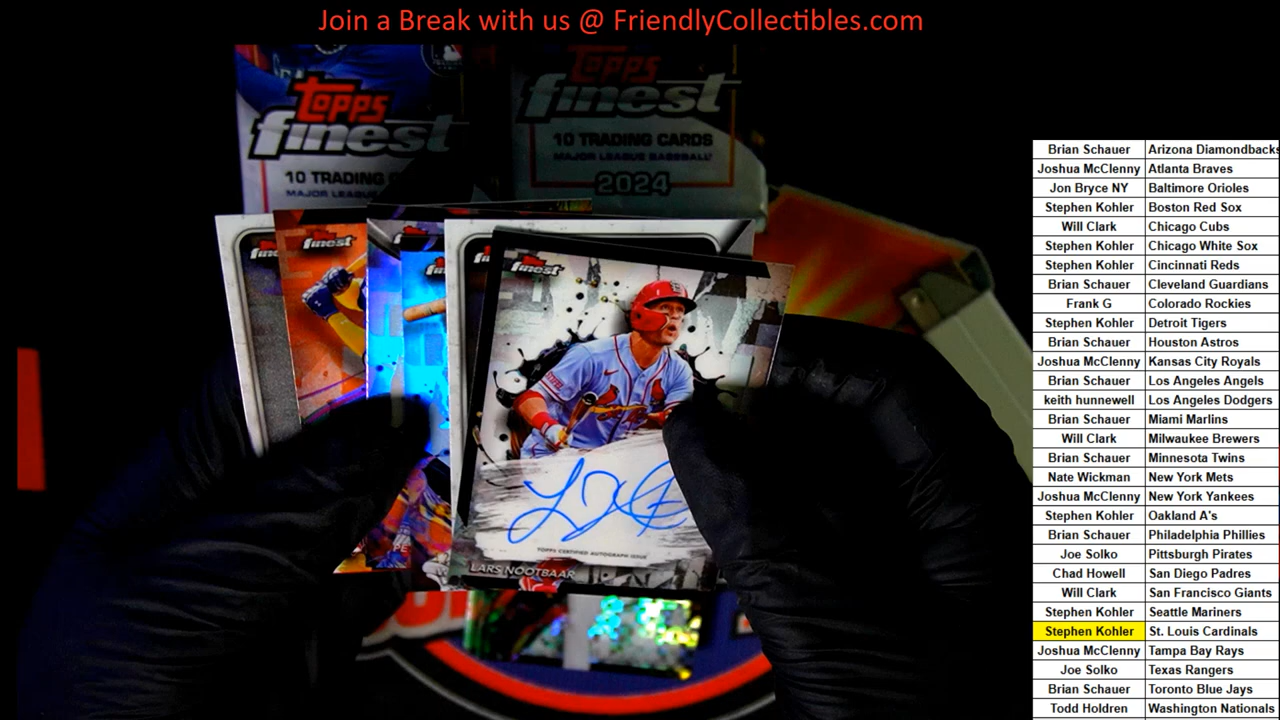 Join a Break with us @ FriendlyCollectibles.com
TOPPS
finest
10 TRADING
MAJOR LEAGUE
TOPPS
finest
10 TRADING CARDS
MAJOR LEAGUE BASEBALL
2024
finest
finest
TOPPS CERTIFIED AUTOGRAPH ISSUE
LARS NOOTBAAR
Brian Schauer Arizona Diamondbacks
Joshua McClenny Atlanta Braves
Jon Bryce NY Baltimore Orioles
Stephen Kohler Boston Red Sox
Will Clark Chicago Cubs
Stephen Kohler Chicago White Sox
Stephen Kohler Cincinnati Reds
Brian Schauer Cleveland Guardians
Frank G Colorado Rockies
Stephen Kohler Detroit Tigers
Brian Schauer Houston Astros
Joshua McClenny Kansas City Royals
Brian Schauer Los Angeles Angels
keith hunnewell Los Angeles Dodgers
Brian Schauer Miami Marlins
Will Clark Milwaukee Brewers
Brian Schauer Minnesota Twins
Nate Wickman New York Mets
Joshua McClenny New York Yankees
Stephen Kohler Oakland A's
Brian Schauer Philadelphia Phillies
Joe Solko Pittsburgh Pirates
Chad Howell San Diego Padres
Will Clark San Francisco Giants
Stephen Kohler Seattle Mariners
Stephen Kohler St. Louis Cardinals
Joshua McClenny Tampa Bay Rays
Joe Solko Texas Rangers
Brian Schauer Toronto Blue Jays
Todd Holdren Washington Nationals